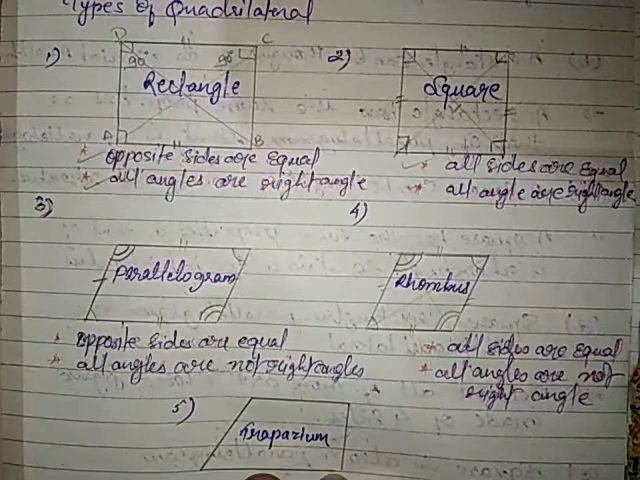 Types of Quadrilateral
D C
1) 90° 90° 2)
Rectangle Square
A B
* opposite sides are equal
* all angles are right angle
* all sides are equal
* all angle are right angle
3) 4)
Parallelogram Rhombus
* opposite sides are equal
* all angles are not right angles
* all sides are equal
* all angles are not
right angle
5)
Trapazium